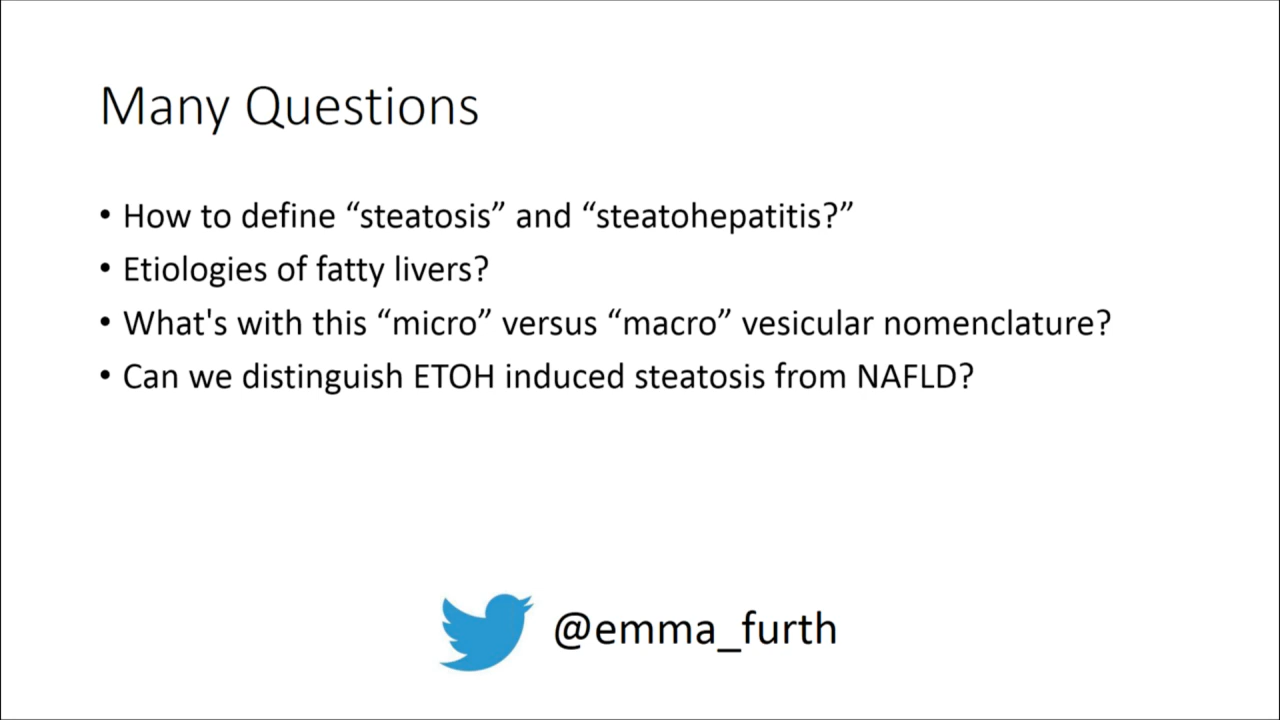 Many Questions
• How to define “steatosis” and “steatohepatitis?”
• Etiologies of fatty livers?
• What's with this “micro” versus “macro” vesicular nomenclature?
• Can we distinguish ETOH induced steatosis from NAFLD?
@emma_furth